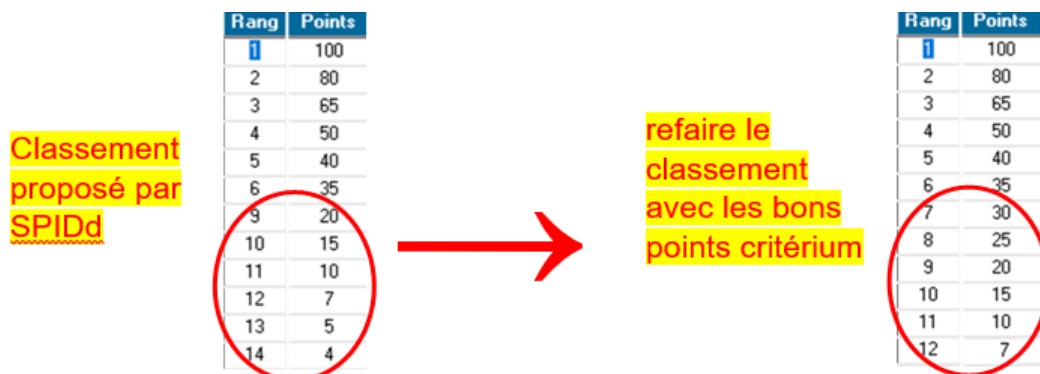 Rang Points
1 100
2 80
3 65
4 50
5 40
6 35
9 20
10 15
11 10
12 7
13 5
14 4
Classement
proposé par
SPIDd
refaire le
classement
avec les bons
points critérium
Rang Points
1 100
2 80
3 65
4 50
5 40
6 35
7 30
8 25
9 20
10 15
11 10
12 7